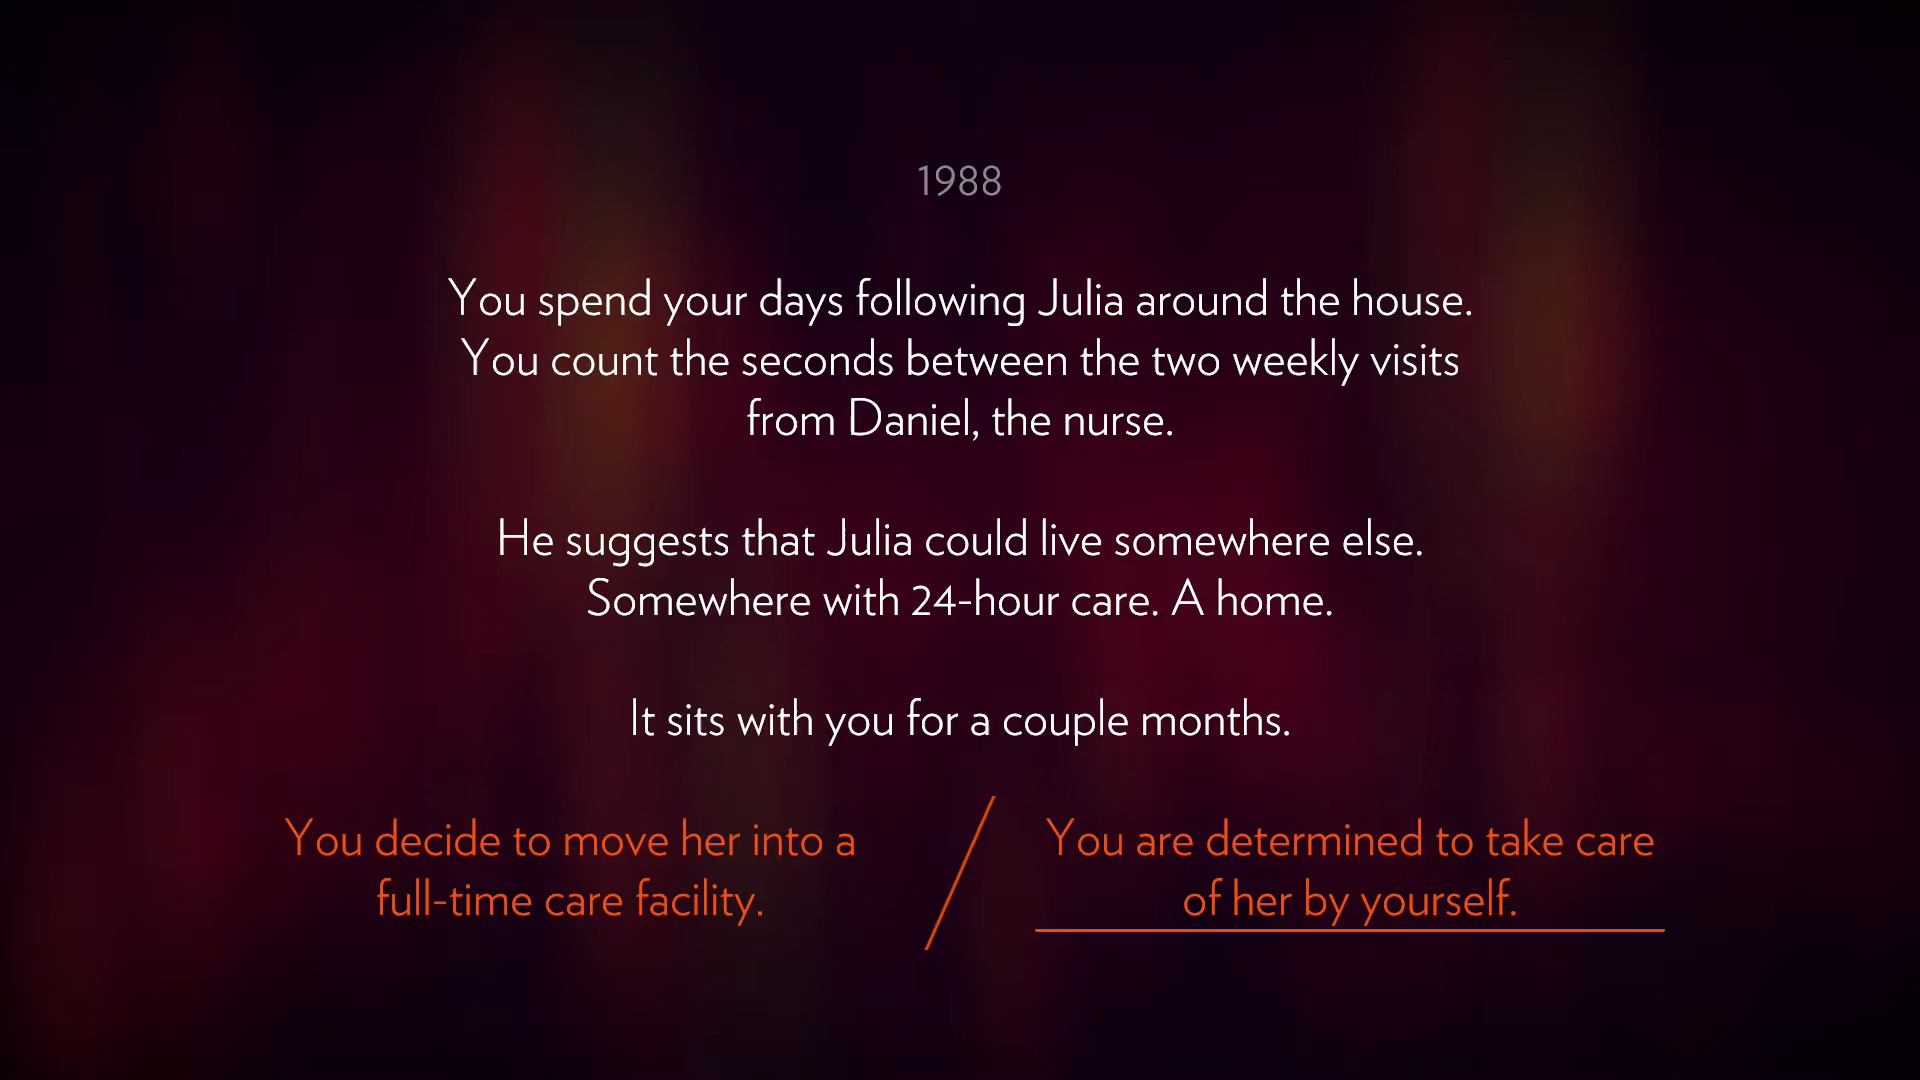 1988
You spend your days following Julia around the house.
You count the seconds between the two weekly visits
from Daniel, the nurse.
He suggests that Julia could live somewhere else.
Somewhere with 24-hour care. A home.
It sits with you for a couple months.
You decide to move her into a
full-time care facility.
You are determined to take care
of her by yourself.